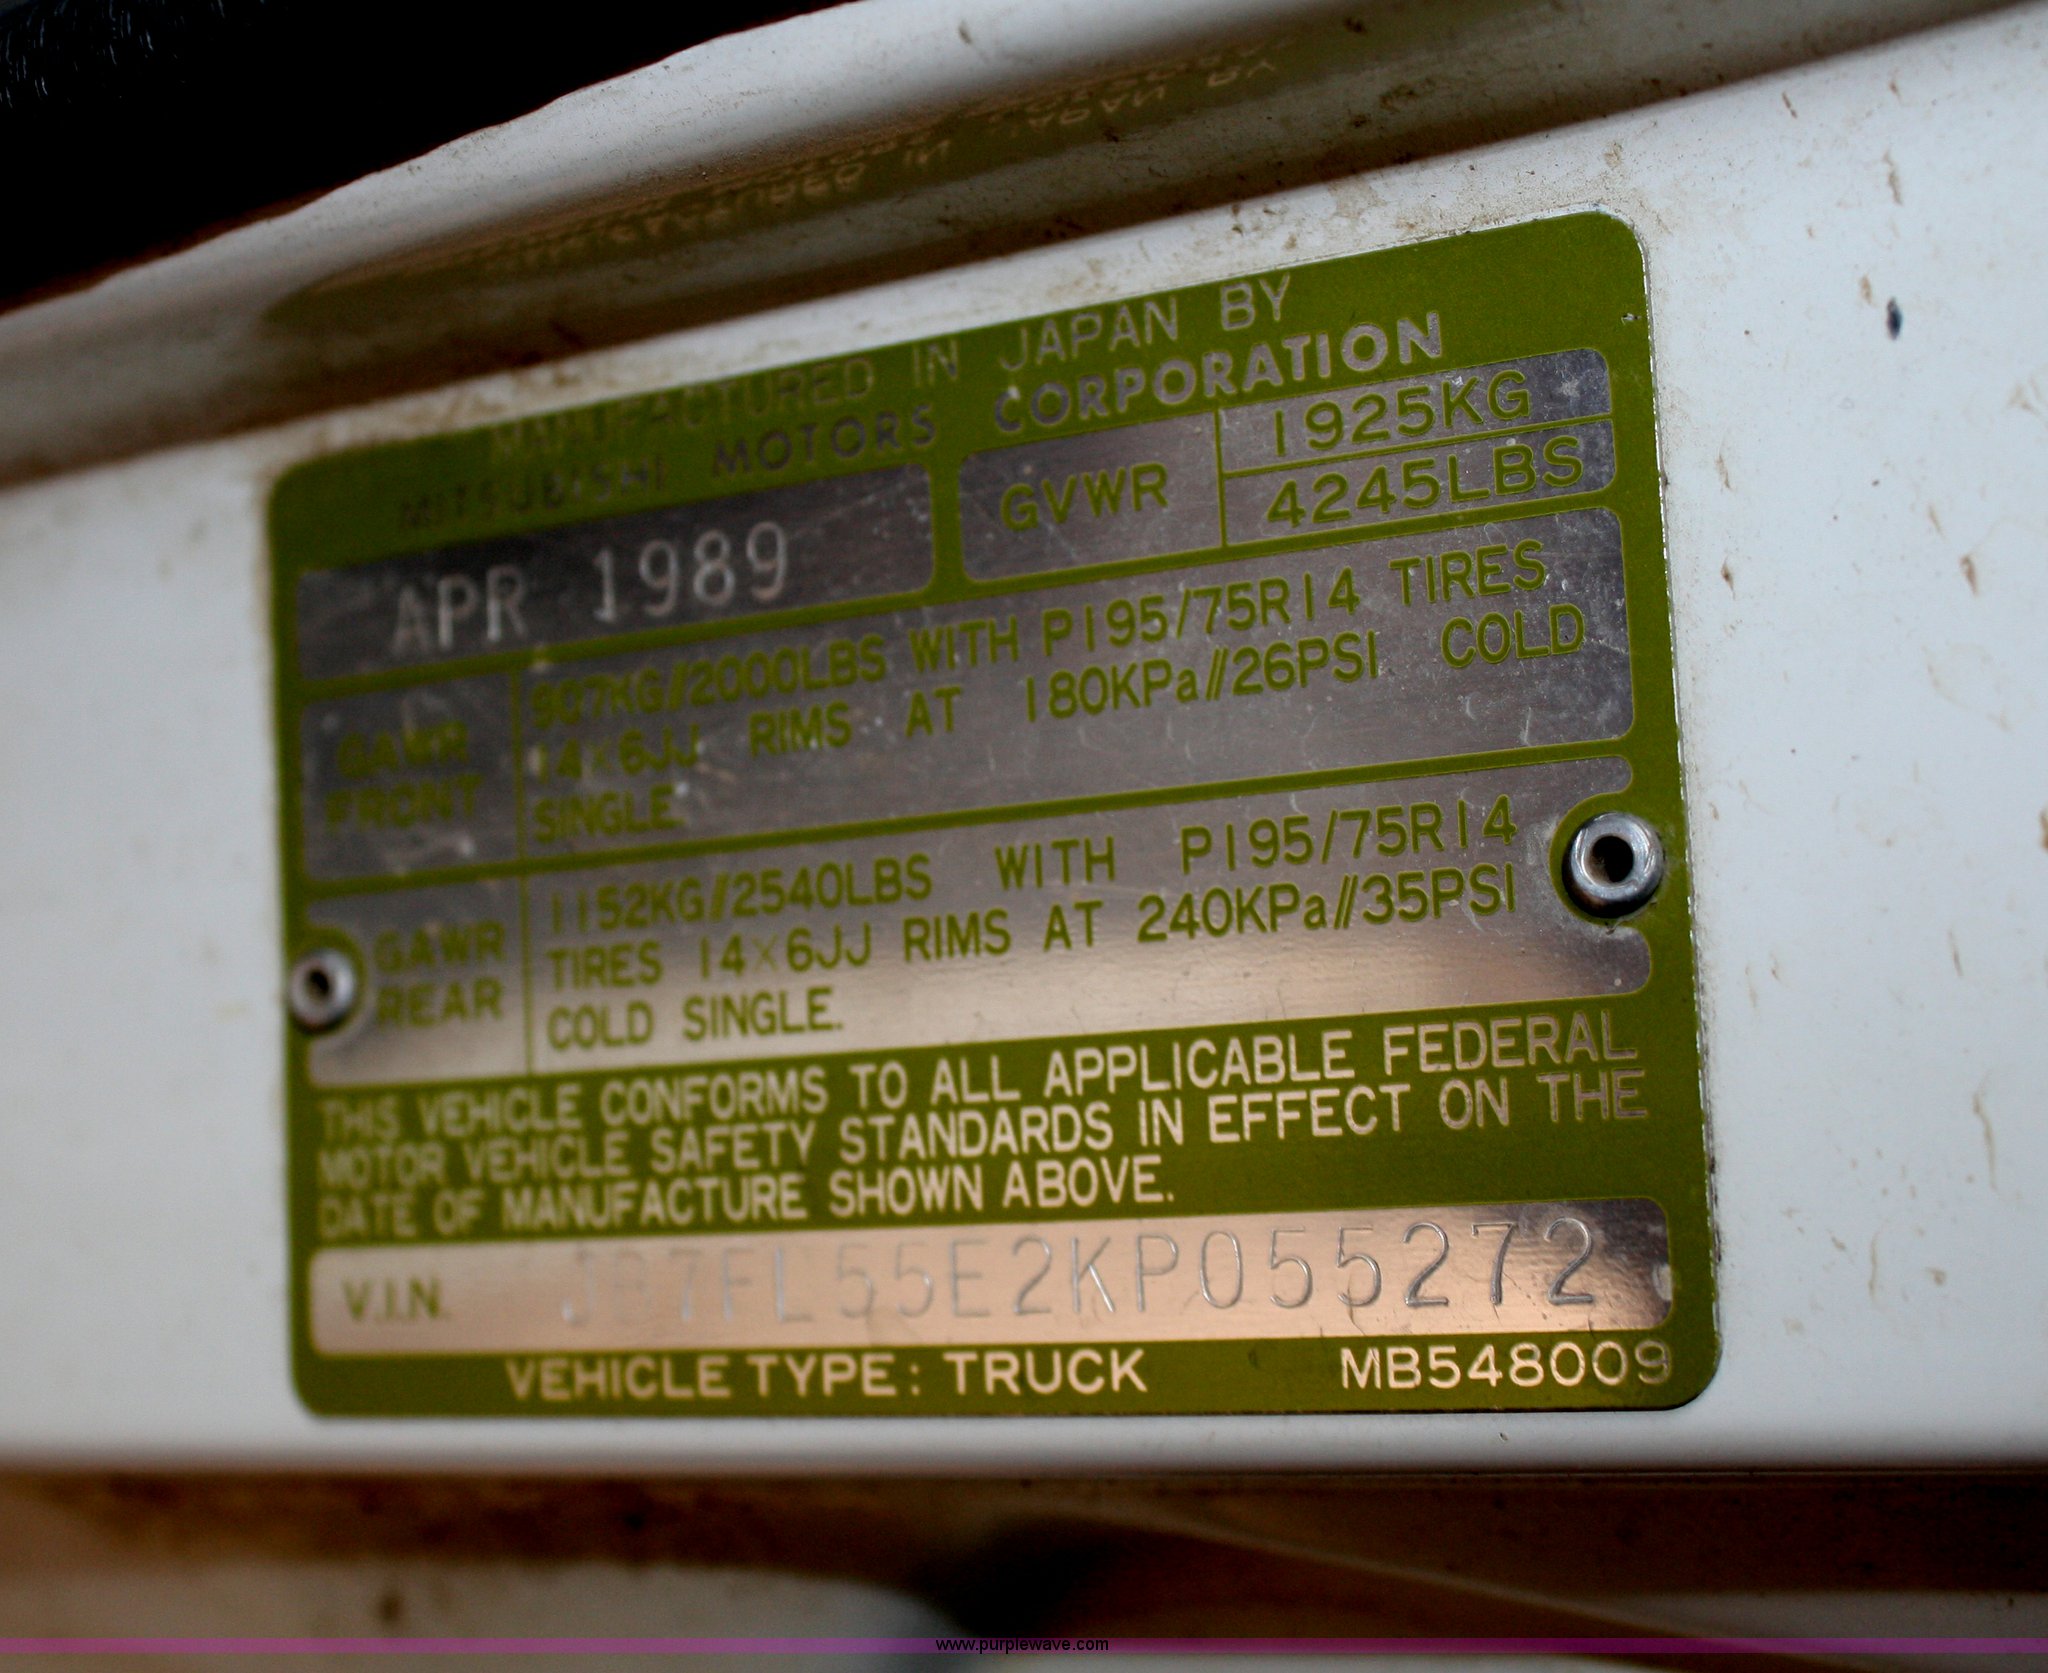 MANUFACTURED IN JAPAN BY
MITSUBISHI MOTORS CORPORATION
APR 1989
GVWR
1925KG
4245LBS
GAWR
FRONT
907KG//2000LBS WITH P195/75R14 TIRES
14×6JJ RIMS AT 180KPa//26PSI COLD
SINGLE.
GAWR
REAR
1152KG//2540LBS WITH P195/75R14
TIRES 14×6JJ RIMS AT 240KPa//35PSI
COLD SINGLE.
THIS VEHICLE CONFORMS TO ALL APPLICABLE FEDERAL
MOTOR VEHICLE SAFETY STANDARDS IN EFFECT ON THE
DATE OF MANUFACTURE SHOWN ABOVE.
V.I.N. JB7FL55E2KP055272
VEHICLE TYPE: TRUCK MB548009
www.purplewave.com